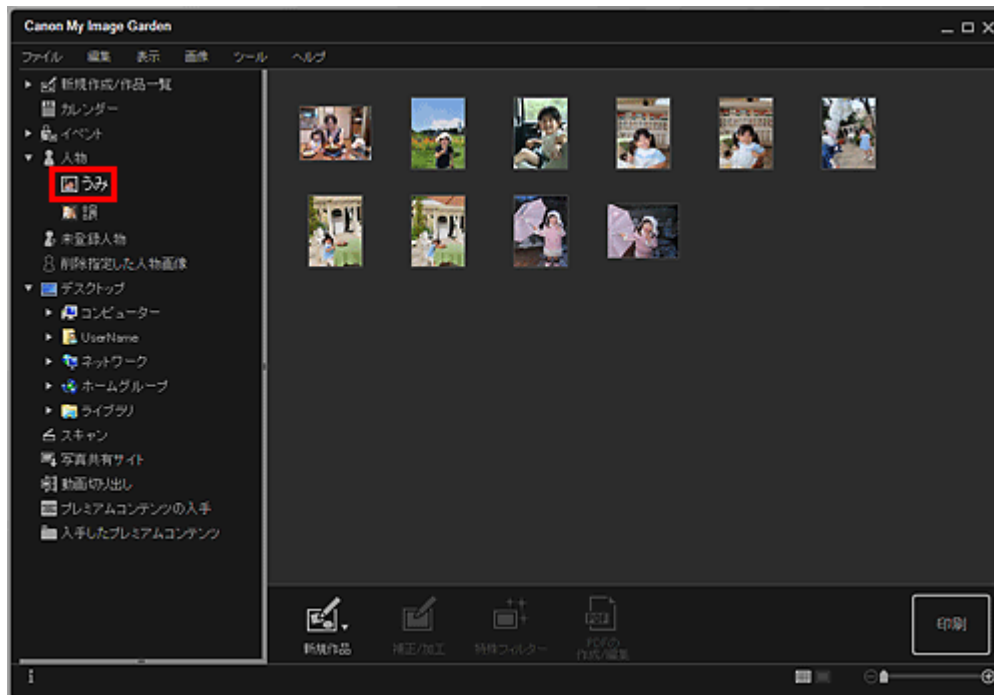 Canon My Image Garden
ファイル 編集 表示 画像 ツール ヘルプ
新規作成/作品一覧
カレンダー
イベント
人物
うみ
譲
未登録人物
削除指定した人物画像
デスクトップ
コンピューター
UserName
ネットワーク
ホームグループ
ライブラリ
スキャン
写真共有サイト
動画切り出し
プレミアムコンテンツの入手
入手したプレミアムコンテンツ
新規作品 補正/加工 特殊フィルター PDFの
作成/編集
印刷